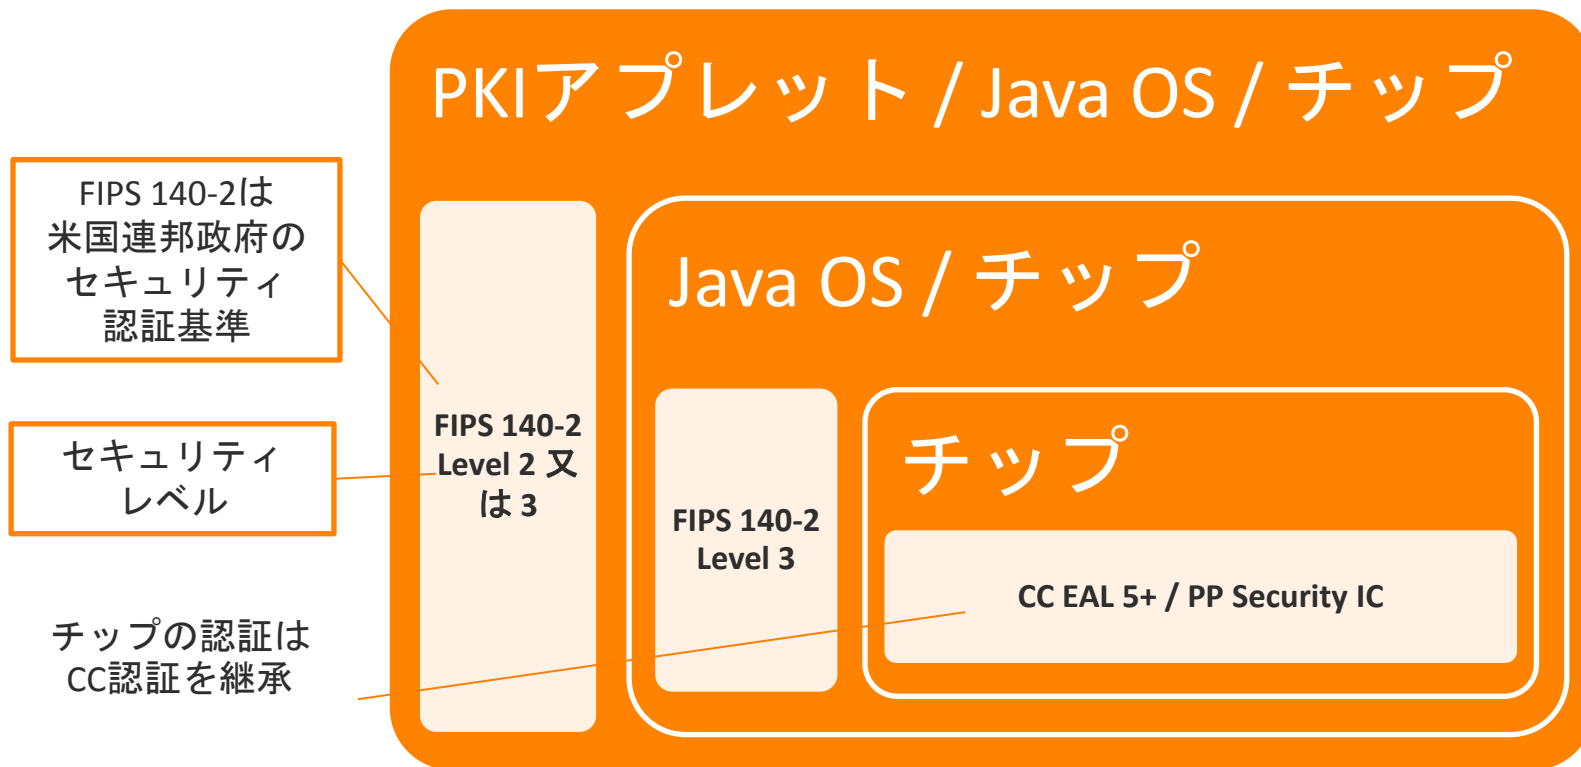 PKIアプレット / Java OS / チップ
FIPS 140-2は
米国連邦政府の
セキュリティ
認証基準
セキュリティ
レベル
チップの認証は
CC認証を継承
FIPS 140-2
Level 2 又
は 3
Java OS / チップ
FIPS 140-2
Level 3
チップ
CC EAL 5+ / PP Security IC